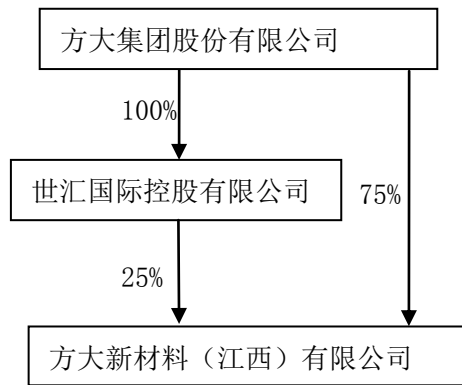 方大集团股份有限公司
100%
世汇国际控股有限公司
75%
25%
方大新材料（江西）有限公司